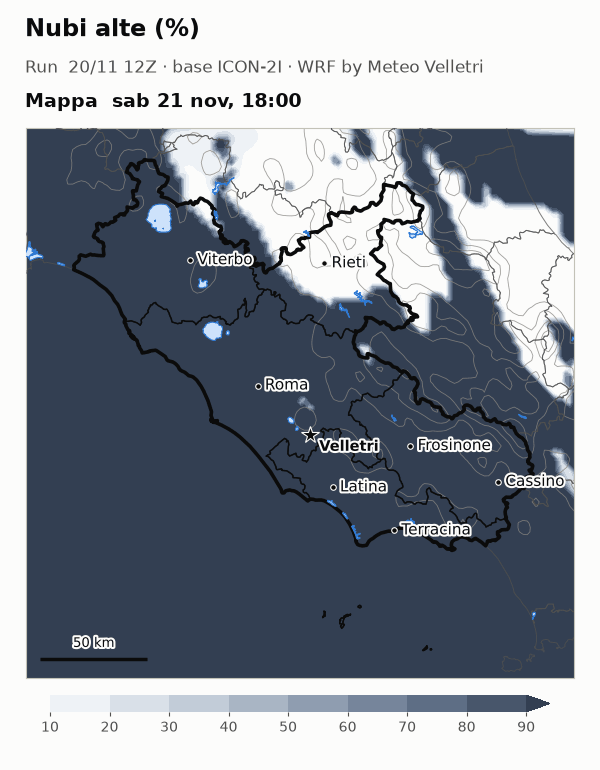 Nubi alte (%)
Run  20/11 12Z · base ICON-2I · WRF by Meteo Velletri
Mappa  sab 21 nov, 18:00
Viterbo
Rieti
Roma
Velletri
Frosinone
Cassino
Latina
Terracina
50 km
10 20 30 40 50 60 70 80 90